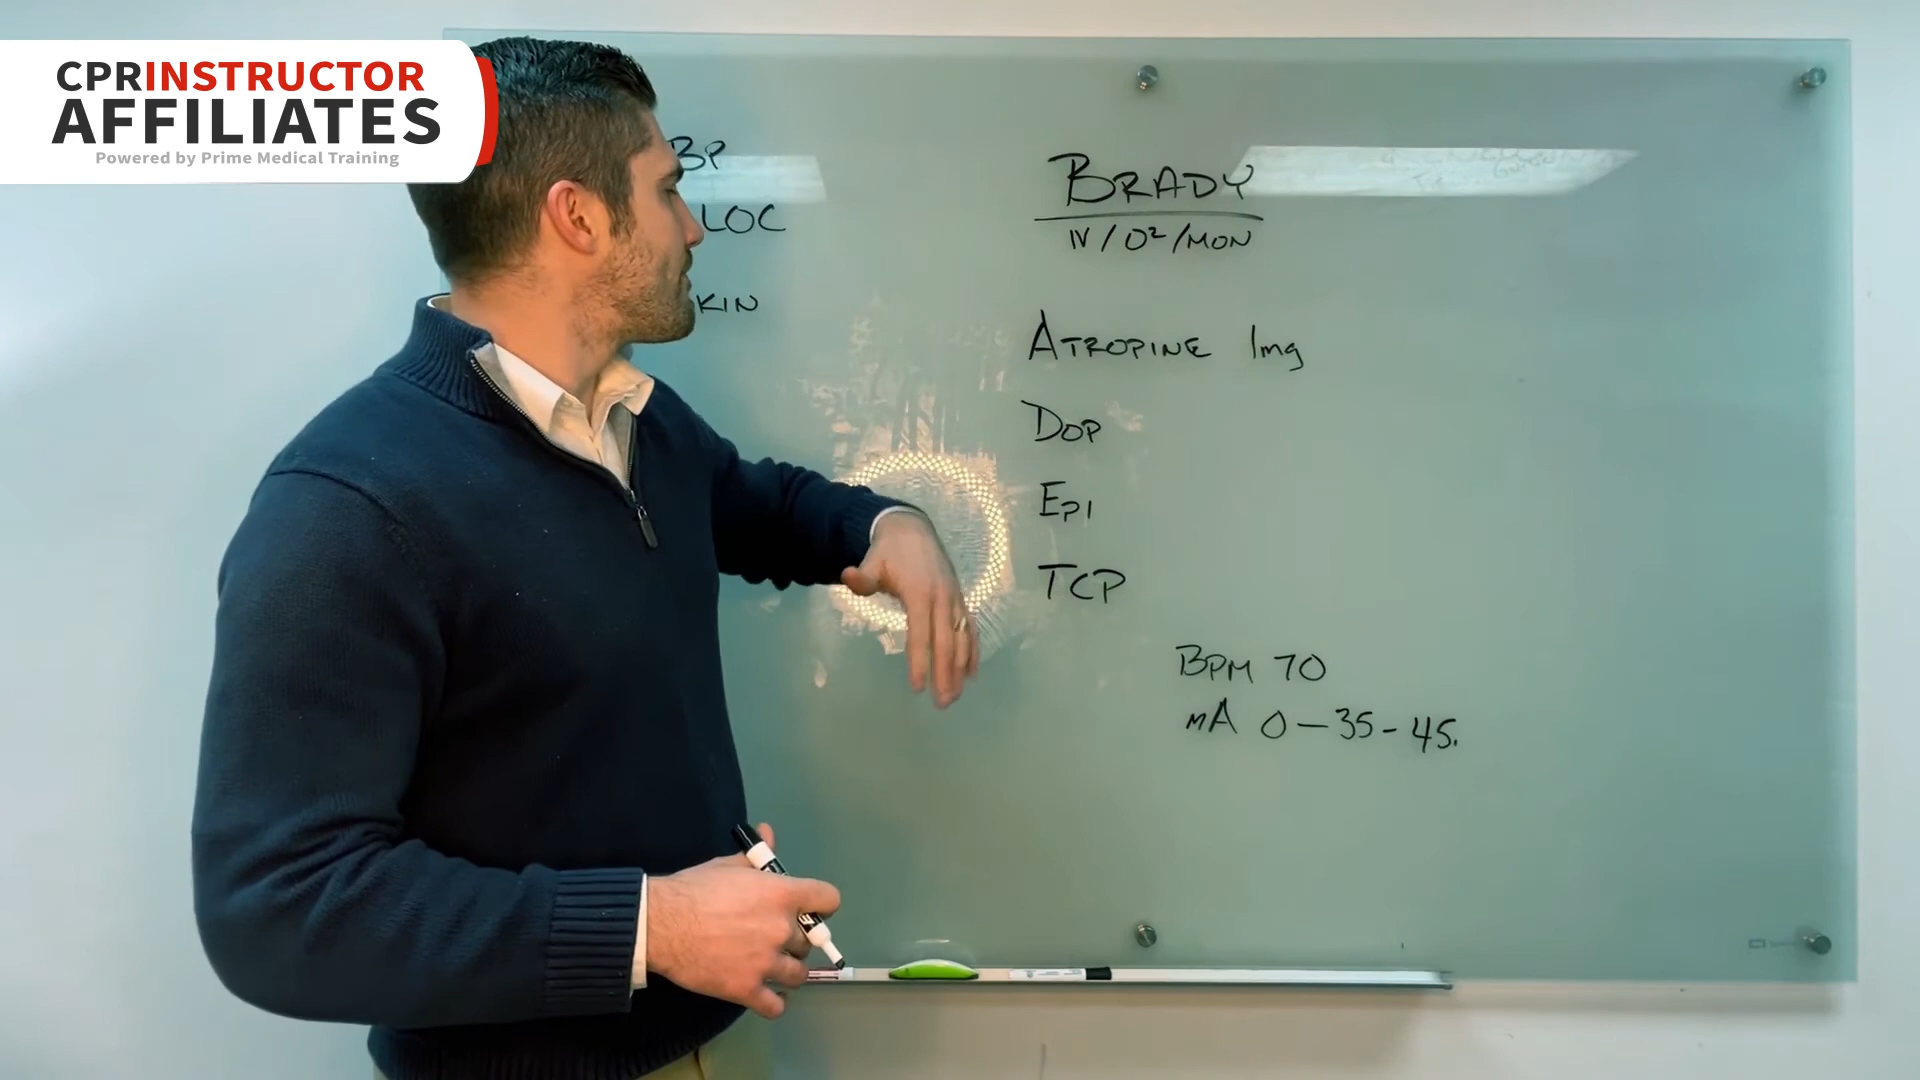 CPRINSTRUCTOR
AFFILIATES
Powered by Prime Medical Training
BP
LOC
KIN
BRADY
IV/O²/MON
ATROPINE 1mg
DOP
EPI
TCP
BPM 70
mA 0-35-45.